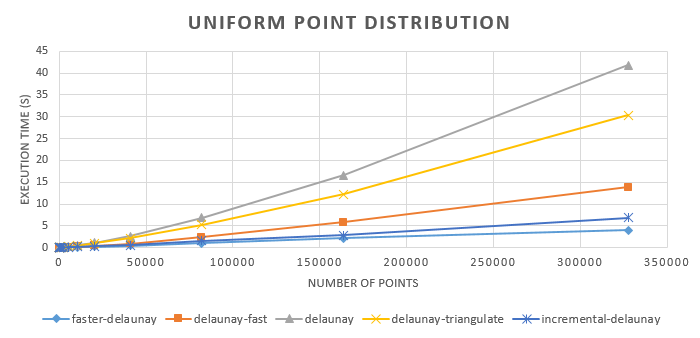 UNIFORM POINT DISTRIBUTION
EXECUTION TIME (S)
45
40
35
30
25
20
15
10
5
0
0 50000 100000 150000 200000 250000 300000 350000
NUMBER OF POINTS
faster-delaunay delaunay-fast delaunay delaunay-triangulate incremental-delaunay